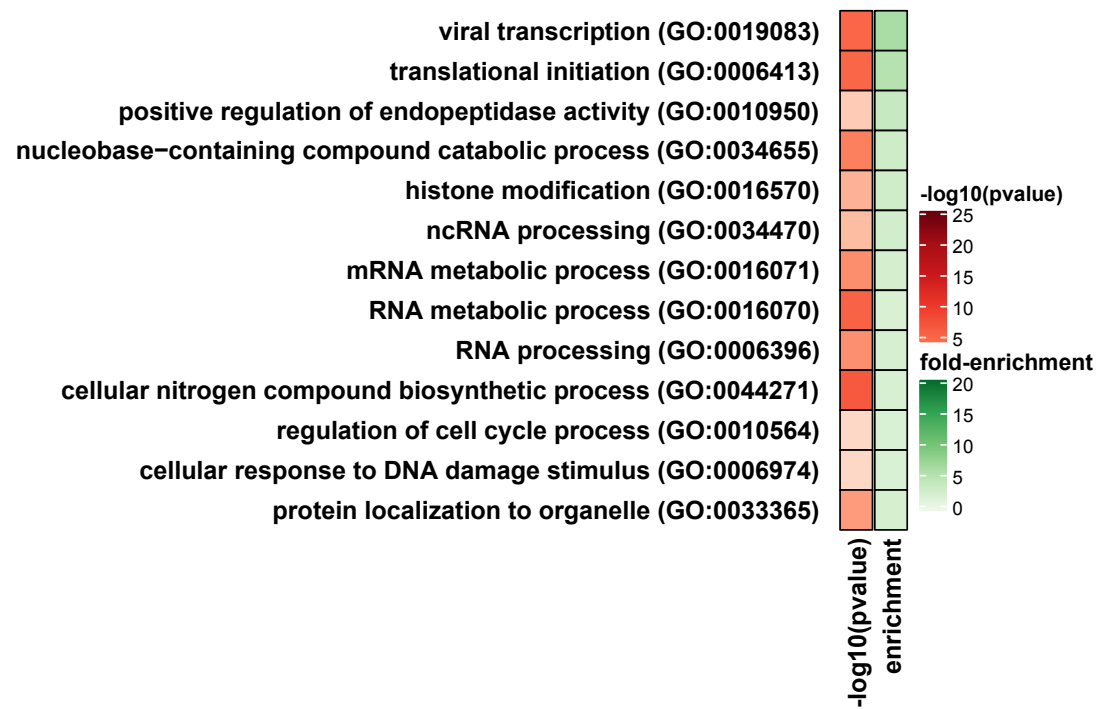 viral transcription (GO:0019083)
translational initiation (GO:0006413)
positive regulation of endopeptidase activity (GO:0010950)
nucleobase−containing compound catabolic process (GO:0034655)
histone modification (GO:0016570)
ncRNA processing (GO:0034470)
mRNA metabolic process (GO:0016071)
RNA metabolic process (GO:0016070)
RNA processing (GO:0006396)
cellular nitrogen compound biosynthetic process (GO:0044271)
regulation of cell cycle process (GO:0010564)
cellular response to DNA damage stimulus (GO:0006974)
protein localization to organelle (GO:0033365)
-log10(pvalue)
enrichment
-log10(pvalue)
25
20
15
10
5
fold-enrichment
20
15
10
5
0